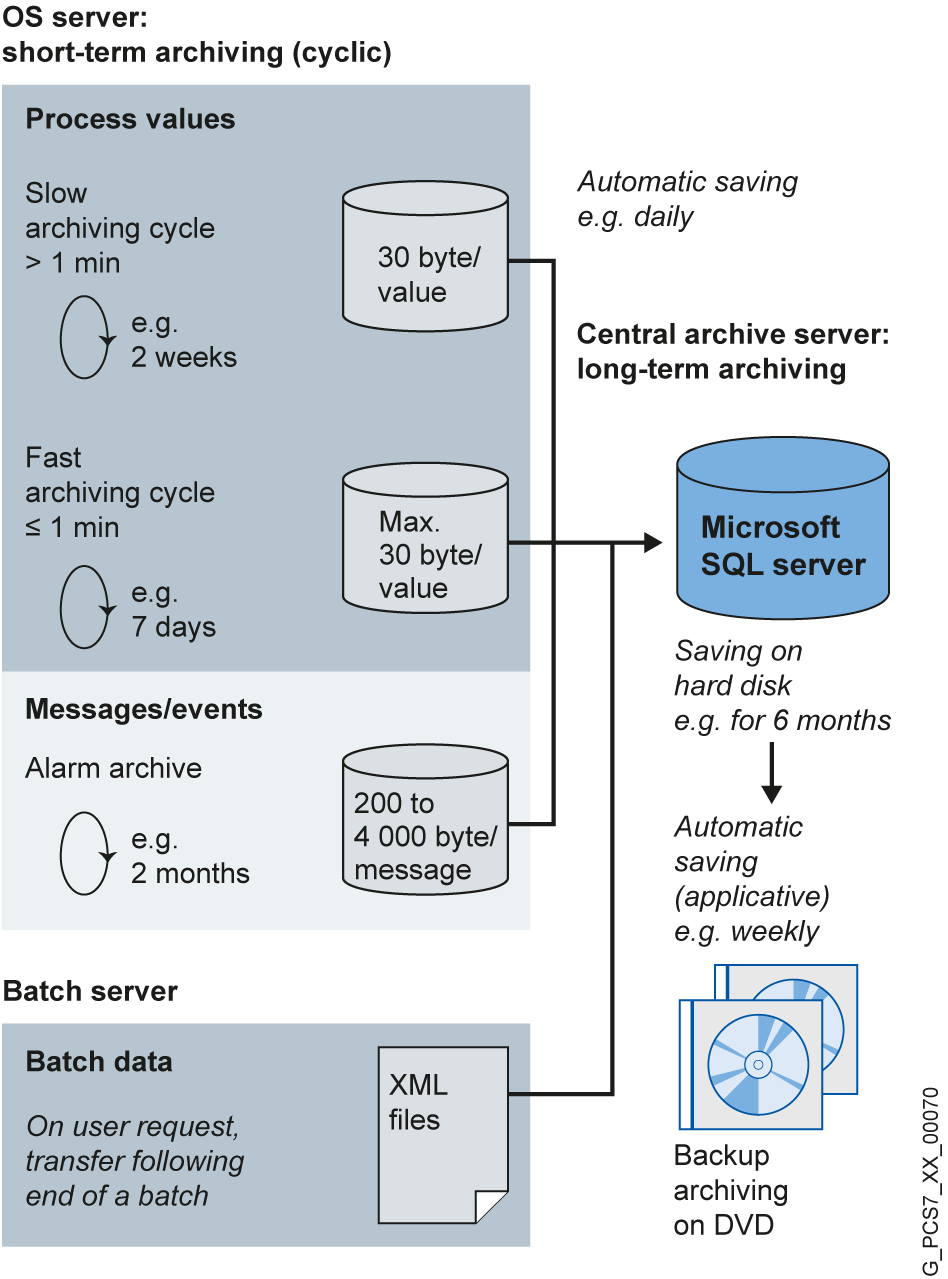 OS server:
short-term archiving (cyclic)
Process values
Slow
archiving cycle
> 1 min
e.g.
2 weeks
30 byte/
value
Fast
archiving cycle
≤ 1 min
e.g.
7 days
Max.
30 byte/
value
Messages/events
Alarm archive
e.g.
2 months
200 to
4 000 byte/
message
Batch server
Batch data
On user request,
transfer following
end of a batch
XML
files
Automatic saving
e.g. daily
Central archive server:
long-term archiving
Microsoft
SQL server
Saving on
hard disk
e.g. for 6 months
Automatic
saving
(applicative)
e.g. weekly
Backup
archiving
on DVD
G_PCS7_XX_00070